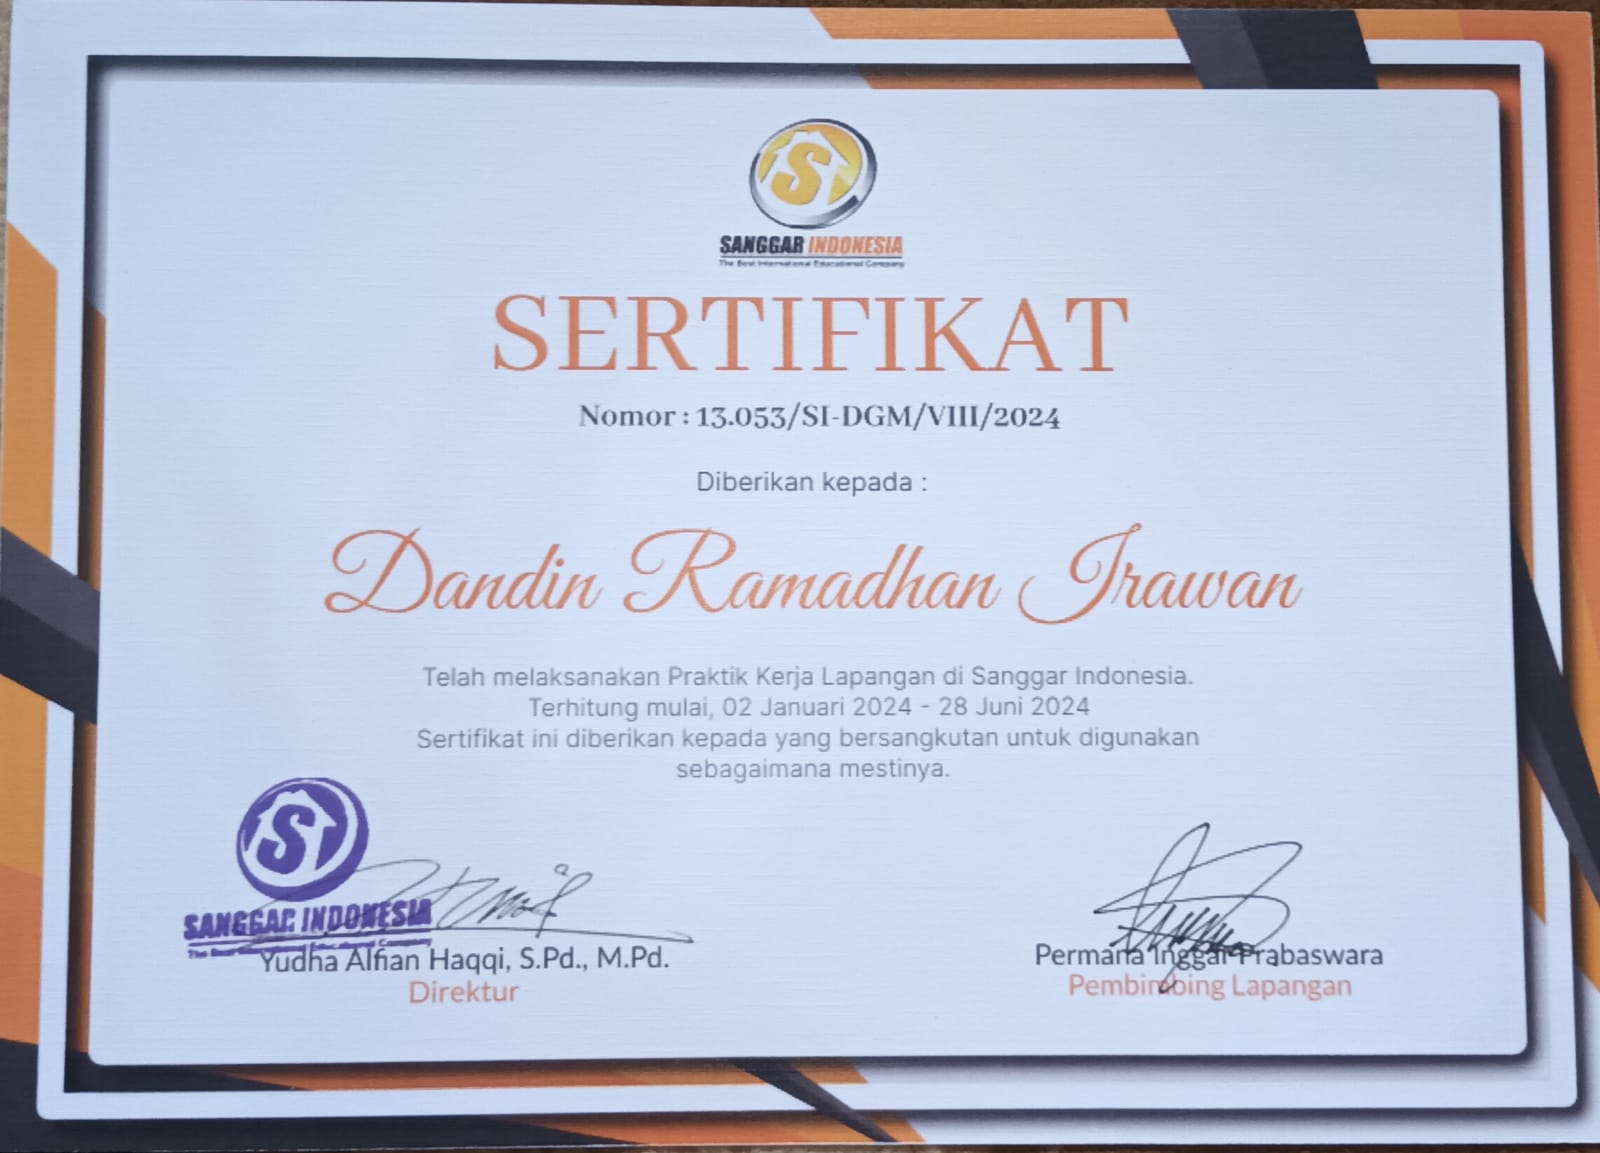 SANGGAR INDONESIA
The Best International Educational Company
SERTIFIKAT
Nomor : 13.053/SI-DGM/VIII/2024
Diberikan kepada :
Dandin Ramadhan Irawan
Telah melaksanakan Praktik Kerja Lapangan di Sanggar Indonesia.
Terhitung mulai, 02 Januari 2024 - 28 Juni 2024
Sertifikat ini diberikan kepada yang bersangkutan untuk digunakan
sebagaimana mestinya.
SANGGAR INDONESIA
The Best International Educational Company
Yudha Alfian Haqqi, S.Pd., M.Pd.
Direktur
Permana Inggar Prabaswara
Pembimbing Lapangan